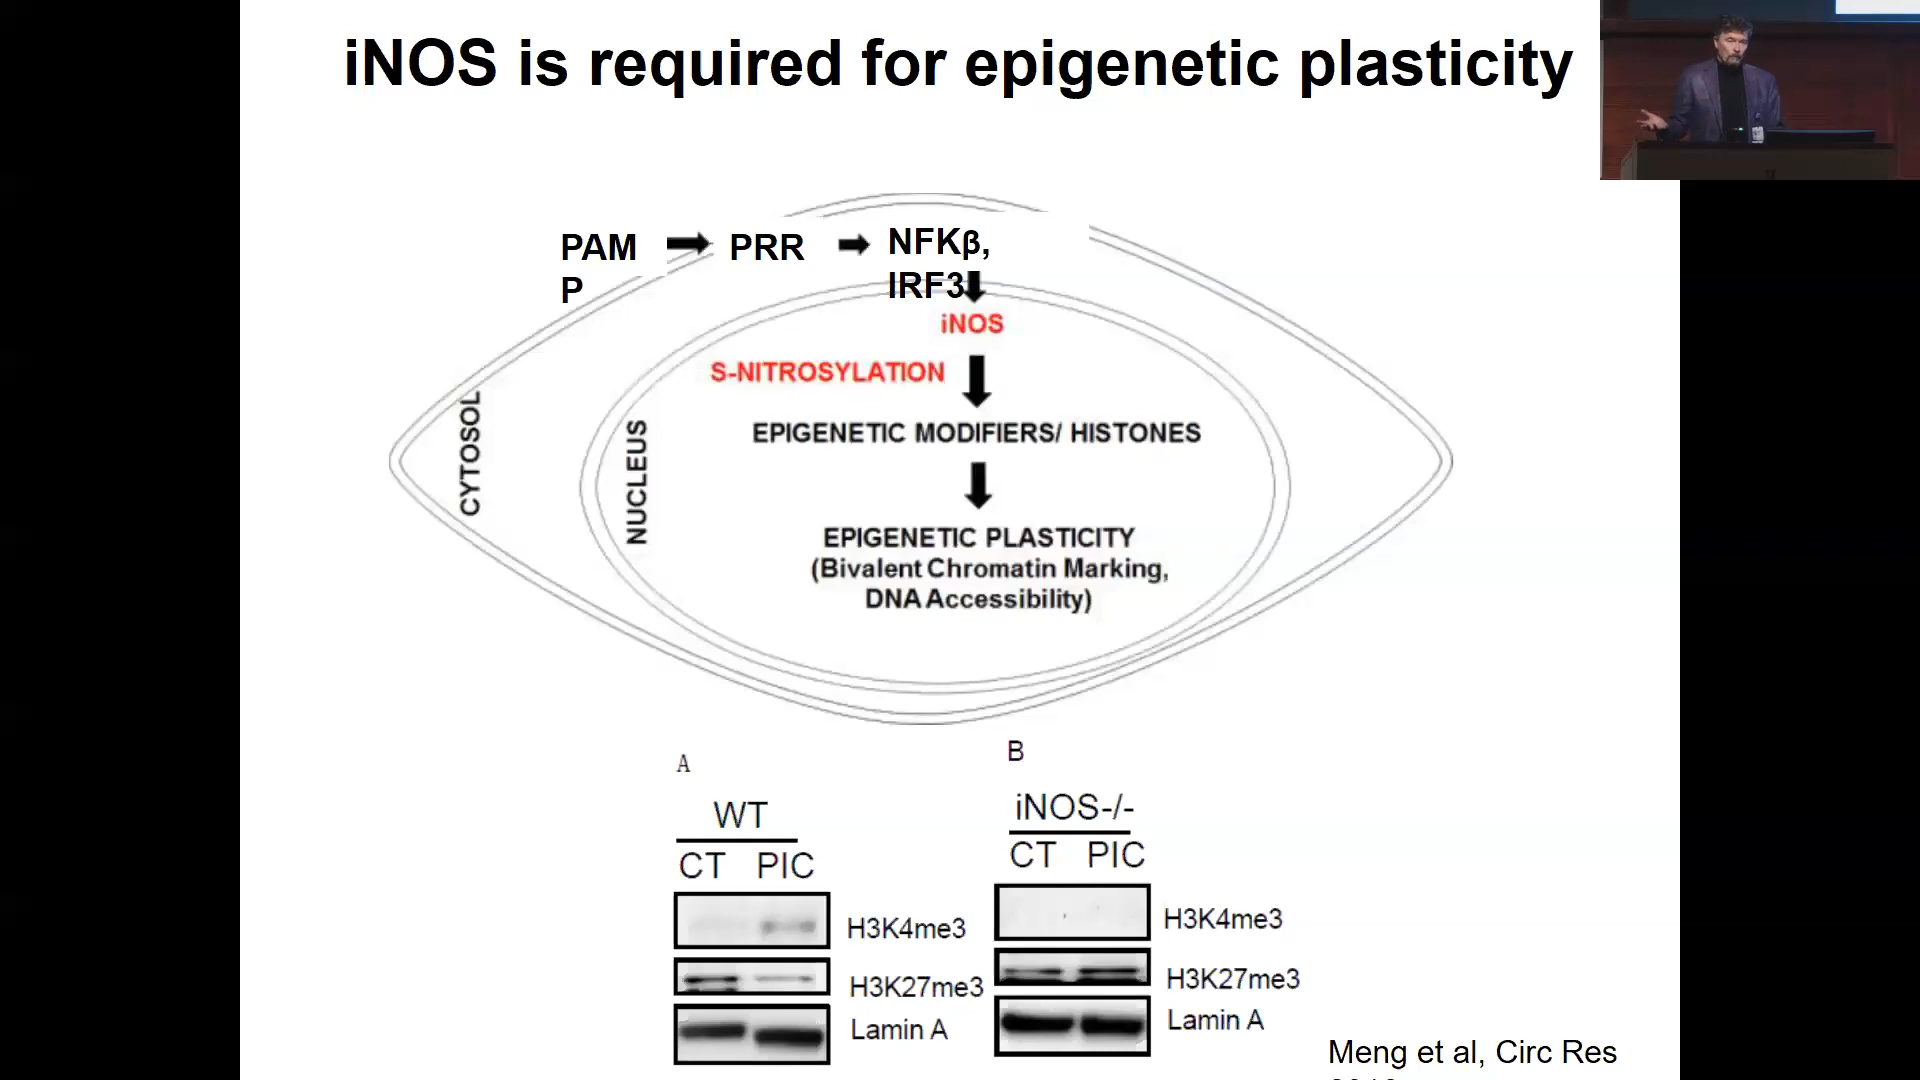 iNOS is required for epigenetic plasticity
PAM
P
PRR
NFKβ,
IRF3
iNOS
S-NITROSYLATION
EPIGENETIC MODIFIERS/ HISTONES
CYTOSOL
NUCLEUS
EPIGENETIC PLASTICITY
(Bivalent Chromatin Marking,
DNA Accessibility)
A
WT
CT PIC
H3K4me3
H3K27me3
Lamin A
B
iNOS-/-
CT PIC
H3K4me3
H3K27me3
Lamin A
Meng et al, Circ Res